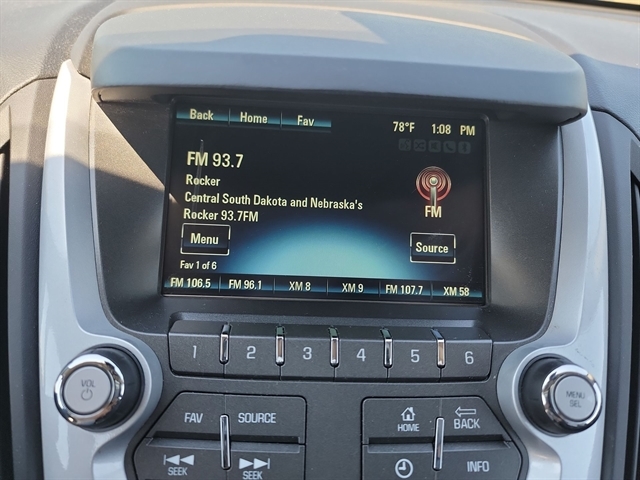 Back Home Fav 78°F 1:08 PM
FM 93.7
Rocker
Central South Dakota and Nebraska's
Rocker 93.7FM
FM
Menu Source
Fav 1 of 6
FM 106.5 FM 96.1 XM 8 XM 9 FM 107.7 XM 58
1 2 3 4 5 6
VOL
MENU
SEL
FAV SOURCE
HOME BACK
SEEK SEEK
INFO